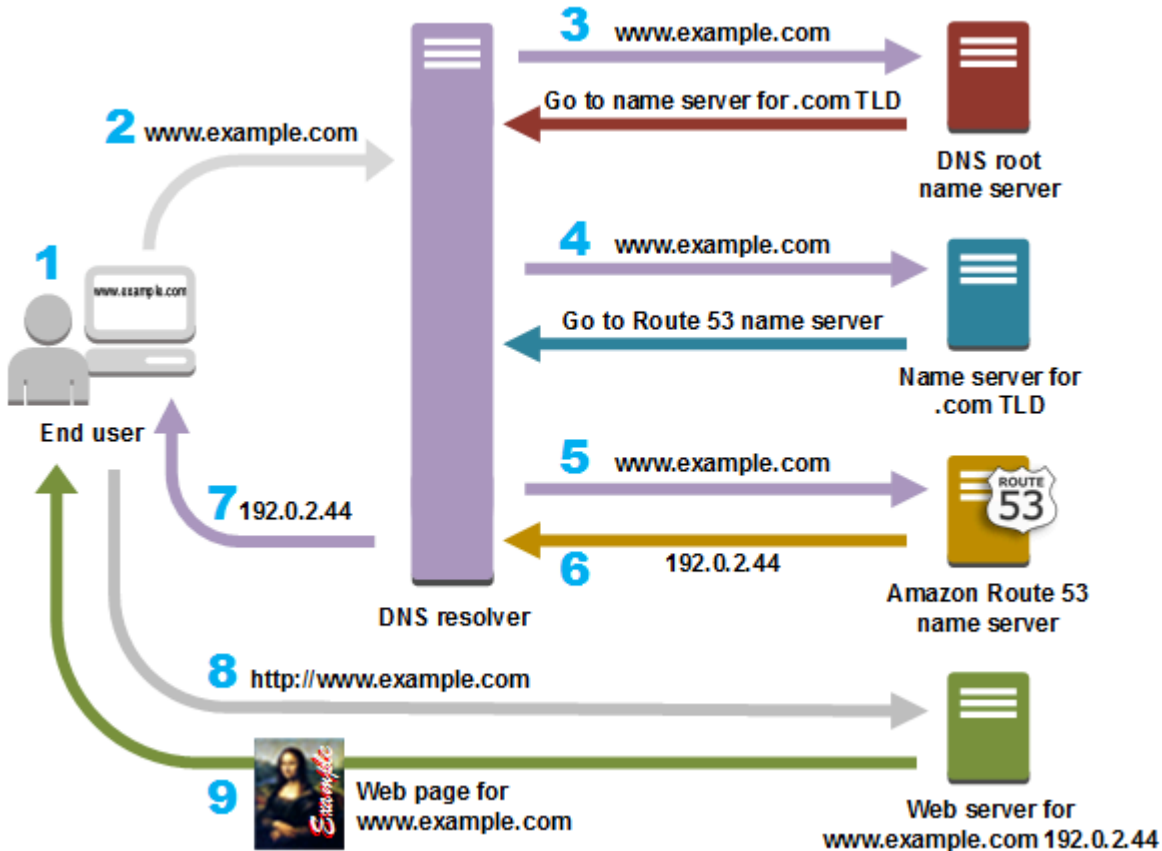 3 www.example.com
Go to name server for .com TLD
DNS root
name server
2 www.example.com
1
www.example.com
End user
4 www.example.com
Go to Route 53 name server
Name server for
.com TLD
5 www.example.com
ROUTE
53
6
192.0.2.44
Amazon Route 53
name server
7 192.0.2.44
DNS resolver
8 http://www.example.com
9
Example
Web page for
www.example.com
Web server for
www.example.com 192.0.2.44